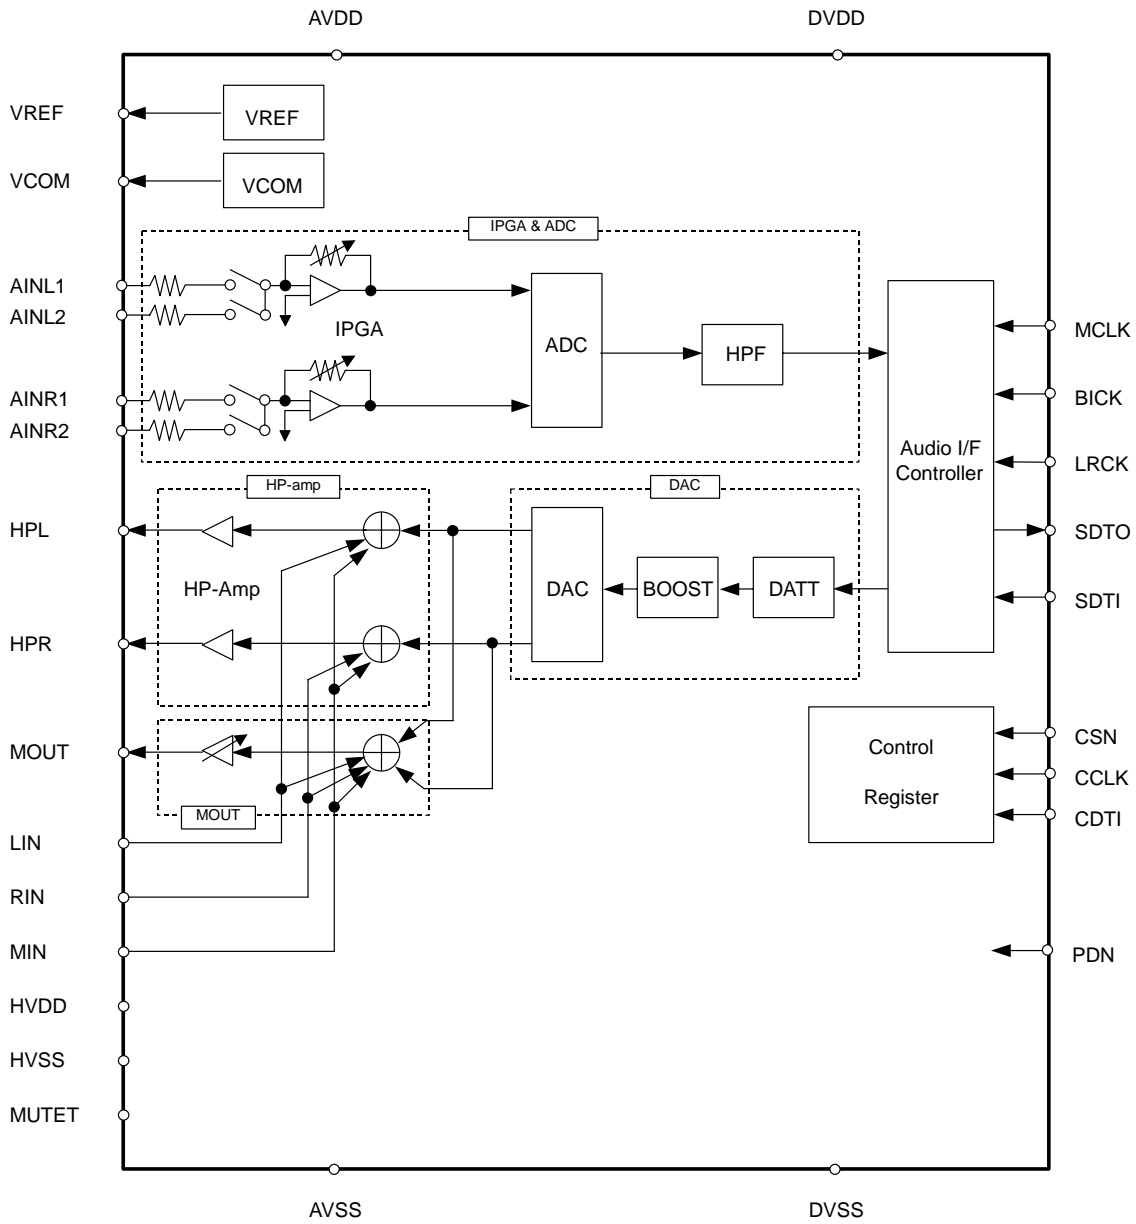 AVDD
DVDD
VREF
VREF
VCOM
VCOM
IPGA & ADC
AINL1
AINL2
IPGA
ADC
HPF
MCLK
AINR1
AINR2
BICK
Audio I/F
Controller
LRCK
HP-amp
DAC
HPL
SDTO
HP-Amp
DAC
BOOST
DATT
SDTI
HPR
MOUT
Control
Register
CSN
CCLK
CDTI
MOUT
LIN
RIN
MIN
PDN
HVDD
HVSS
MUTET
AVSS
DVSS